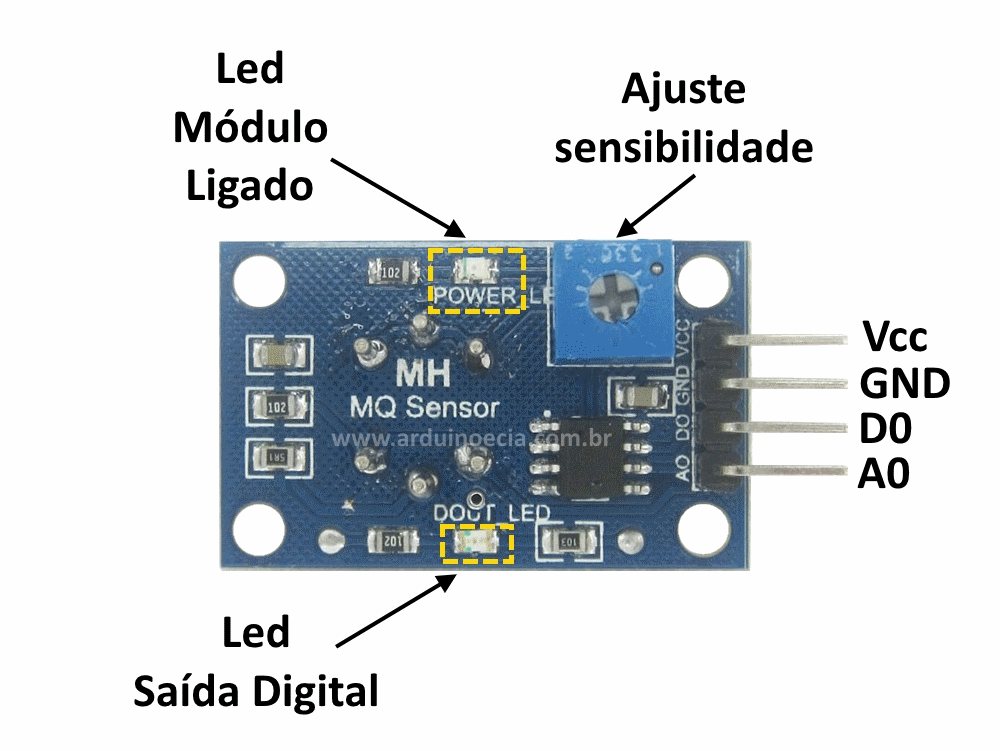 Led
Módulo
Ligado
Ajuste
sensibilidade
102
POWER LE
VCC
GND
DO
AO
Vcc
GND
D0
A0
MH
MQ Sensor
www.arduinoecia.com.br
102
5R1
DOUT LED
102
103
Led
Saída Digital